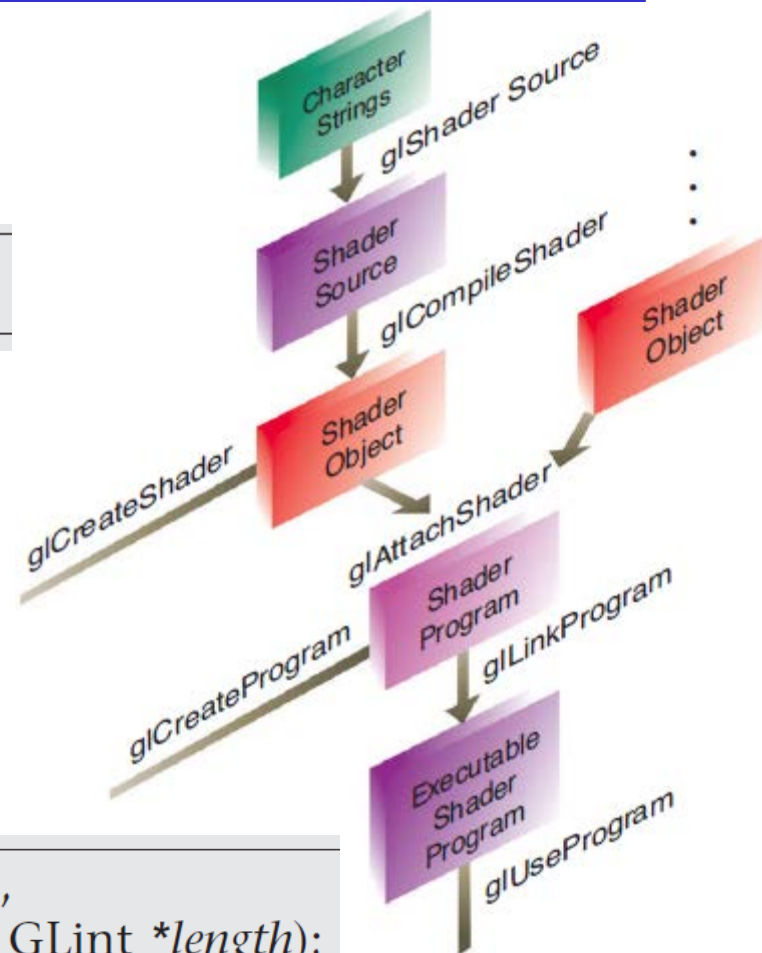 Character
Strings
glShader Source
Shader
Source
glCompileShader
Shader
Object
Shader
Object
glCreateShader
glAttachShader
Shader
Program
glCreateProgram
glLinkProgram
Executable
Shader
Program
glUseProgram
,
GLint *length);